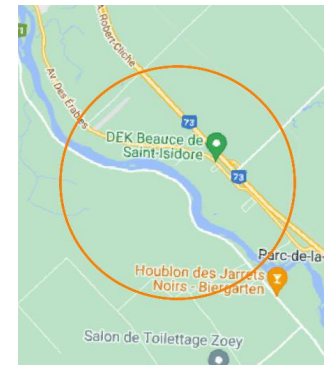 Robert-Cliche
Av. Des Érables
73
DEK Beauce de
Saint-Isidore
73
Parc-de-la-
Houblon des Jarrets
Noirs - Biergarten
Salon de Toilettage Zoey